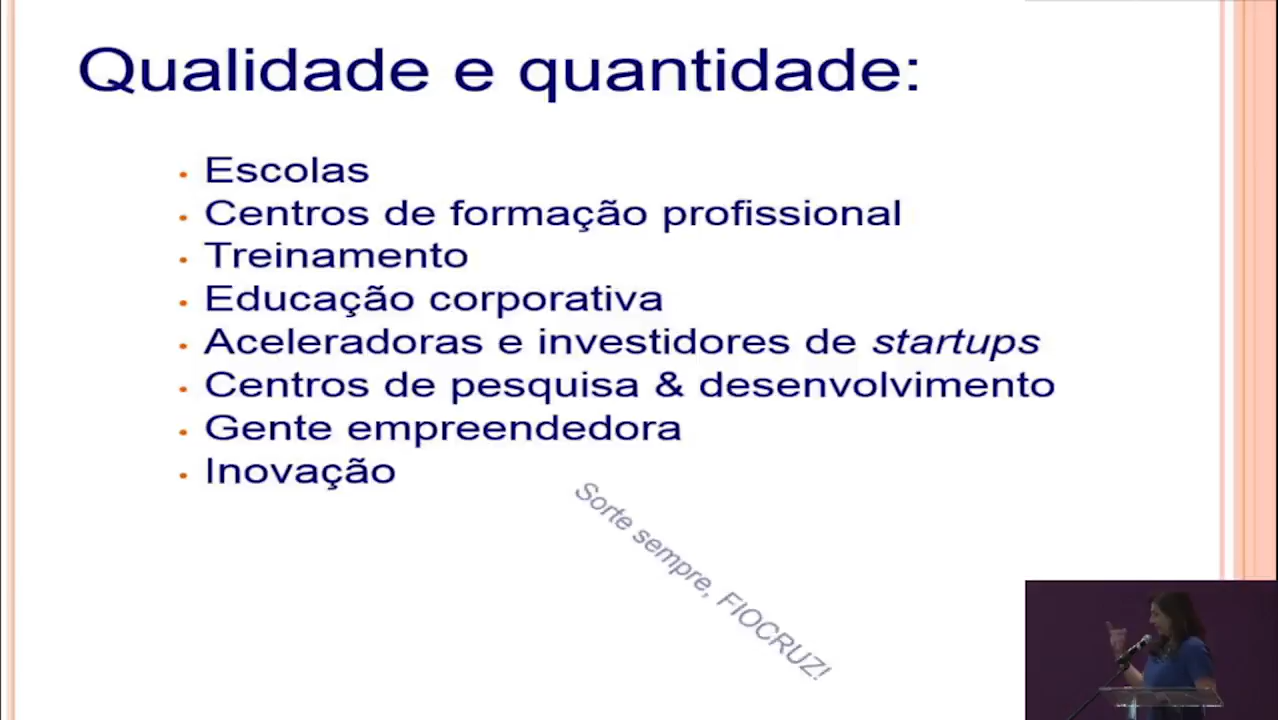 Qualidade e quantidade:
Escolas
Centros de formação profissional
Treinamento
Educação corporativa
Aceleradoras e investidores de startups
Centros de pesquisa & desenvolvimento
Gente empreendedora
Inovação
Sorte sempre, FIOCRUZ!